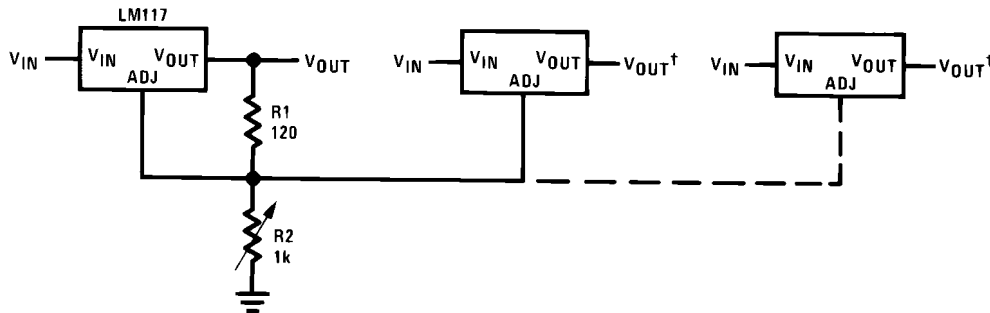 LM117
VIN VIN VOUT VOUT
ADJ
R1
120
R2
1k
VIN VIN VOUT VOUT†
ADJ
VIN VIN VOUT VOUT†
ADJ